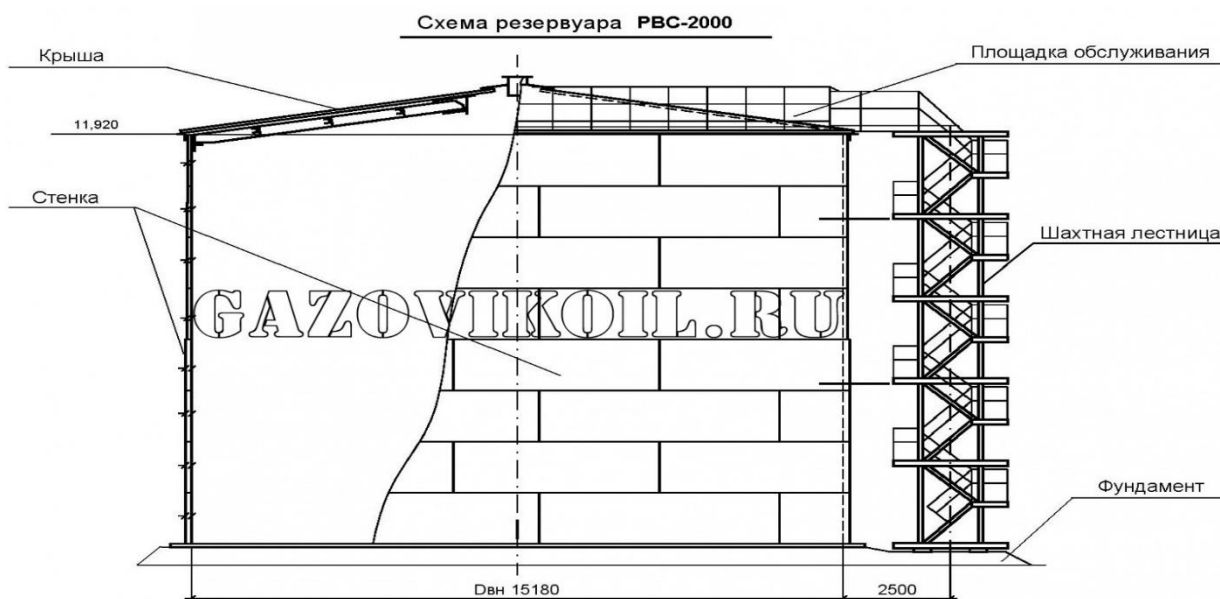 Схема резервуара РВС-2000
Крыша
Площадка обслуживания
11,920
Стенка
Шахтная лестница
GAZOVIKOIL.RU
Фундамент
Dвн 15180
2500